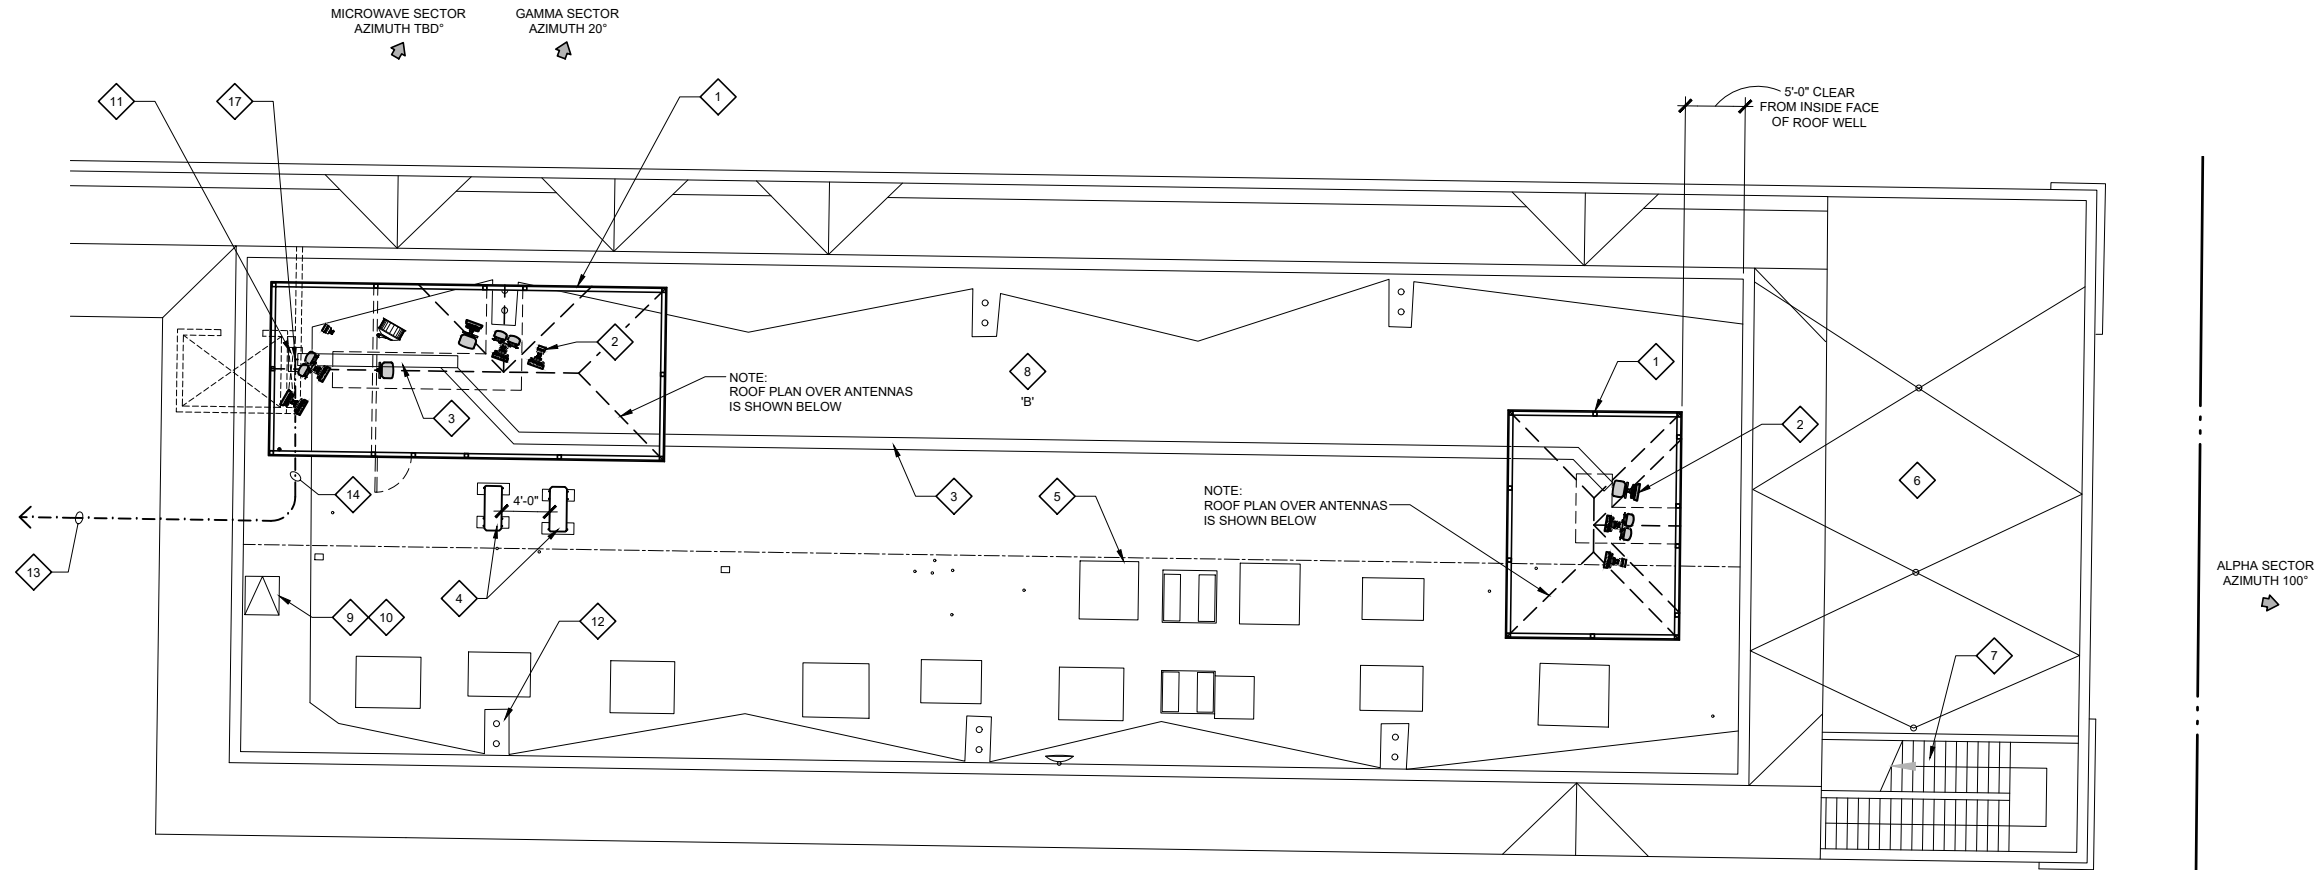 MICROWAVE SECTOR
AZIMUTH TBD°
GAMMA SECTOR
AZIMUTH 20°
11
17
1
5'-0" CLEAR
FROM INSIDE FACE
OF ROOF WELL
2
NOTE:
ROOF PLAN OVER ANTENNAS
IS SHOWN BELOW
8
'B'
1
3
2
14
4'-0"
3
5
NOTE:
ROOF PLAN OVER ANTENNAS
IS SHOWN BELOW
6
13
4
9
10
12
7
ALPHA SECTOR
AZIMUTH 100°